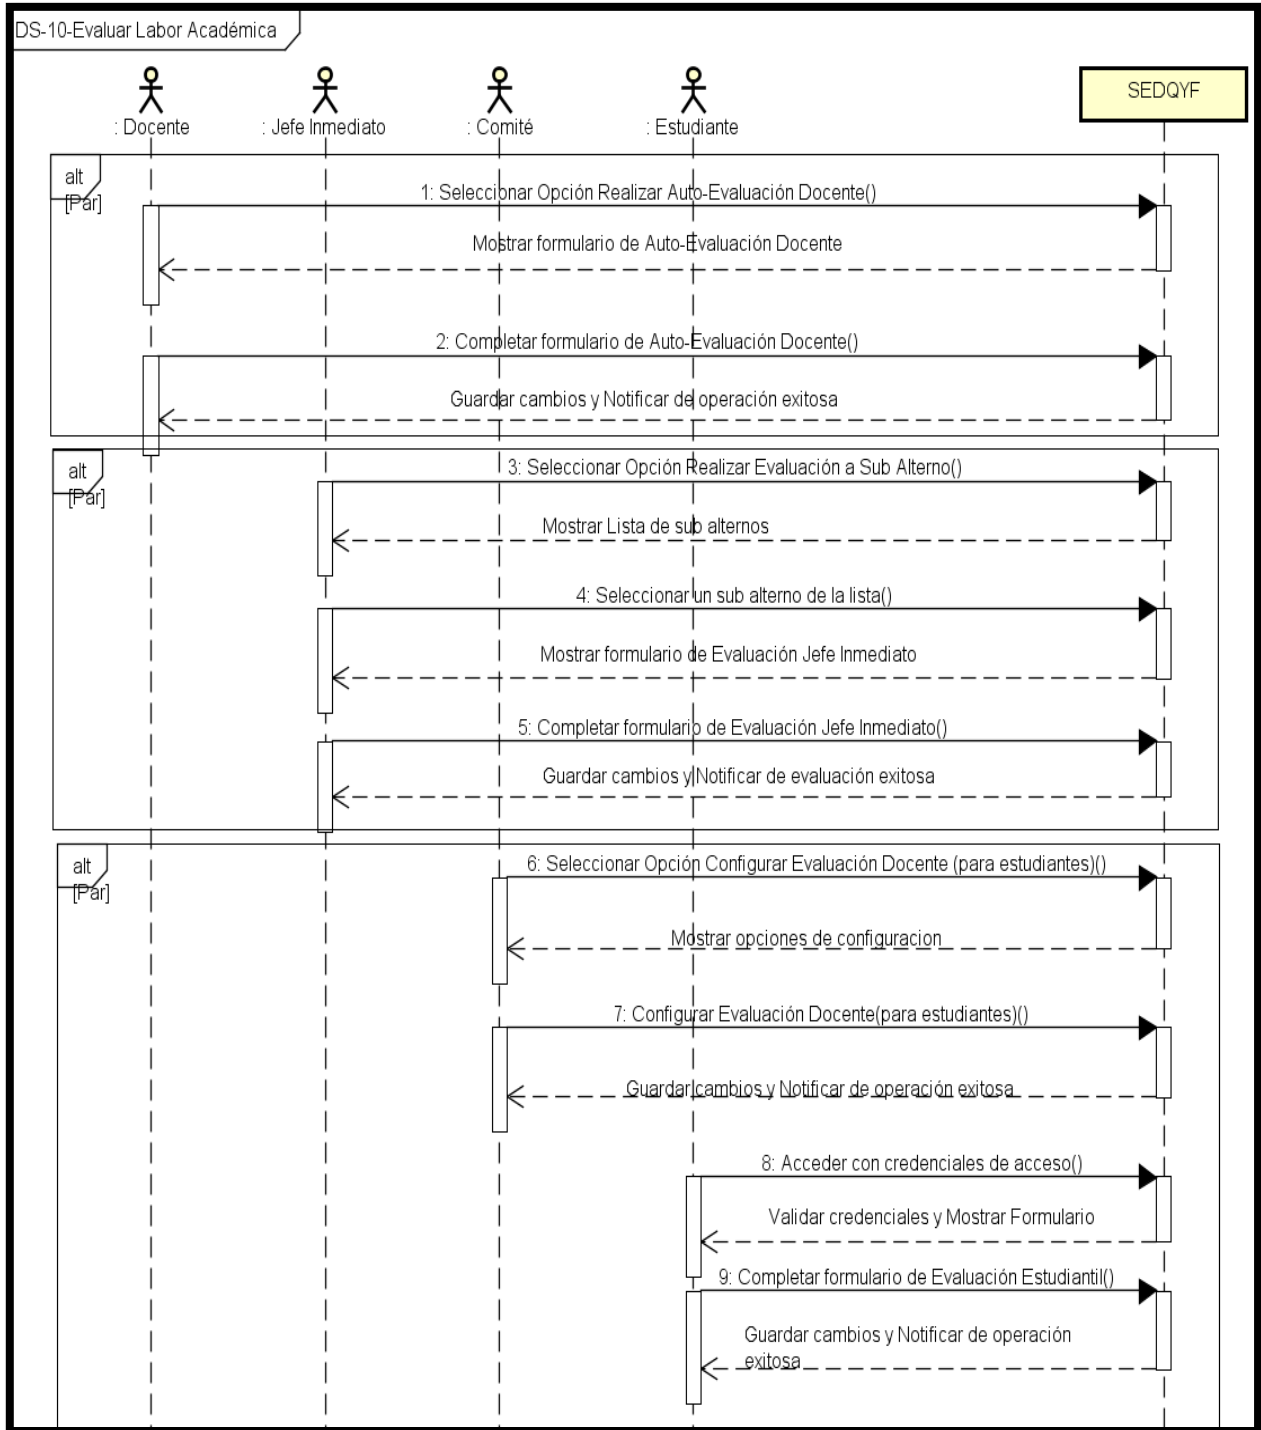 DS-10-Evaluar Labor Académica
: Docente
: Jefe Inmediato
: Comité
: Estudiante
SEDQYF
alt
[Par]
1: Seleccionar Opción Realizar Auto-Evaluación Docente()
Mostrar formulario de Auto-Evaluación Docente
2: Completar formulario de Auto-Evaluación Docente()
Guardar cambios y Notificar de operación exitosa
alt
[Par]
3: Seleccionar Opción Realizar Evaluación a Sub Alterno()
Mostrar Lista de sub alternos
4: Seleccionar un sub alterno de la lista()
Mostrar formulario de Evaluación Jefe Inmediato
5: Completar formulario de Evaluación Jefe Inmediato()
Guardar cambios y Notificar de evaluación exitosa
alt
[Par]
6: Seleccionar Opción Configurar Evaluación Docente (para estudiantes)()
Mostrar opciones de configuracion
7: Configurar Evaluación Docente(para estudiantes)()
Guardar cambios y Notificar de operación exitosa
8: Acceder con credenciales de acceso()
Validar credenciales y Mostrar Formulario
9: Completar formulario de Evaluación Estudiantil()
Guardar cambios y Notificar de operación
exitosa